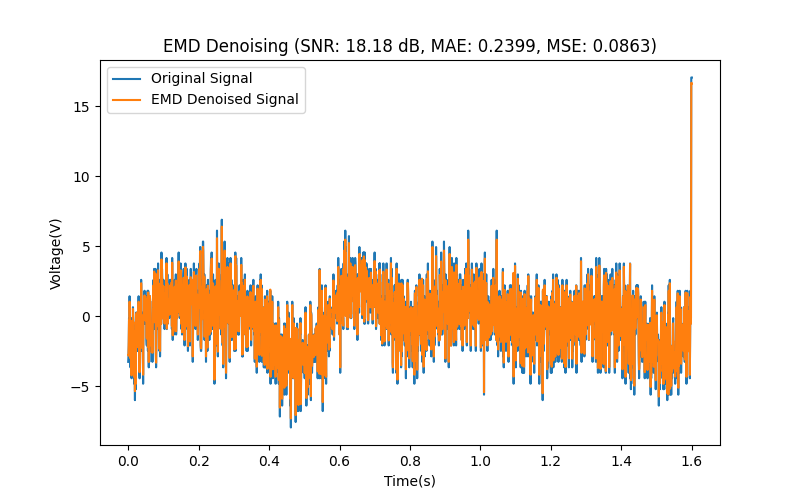 EMD Denoising (SNR: 18.18 dB, MAE: 0.2399, MSE: 0.0863)
Original Signal
EMD Denoised Signal
15
10
5
0
−5
Voltage(V)
0.0 0.2 0.4 0.6 0.8 1.0 1.2 1.4 1.6
Time(s)